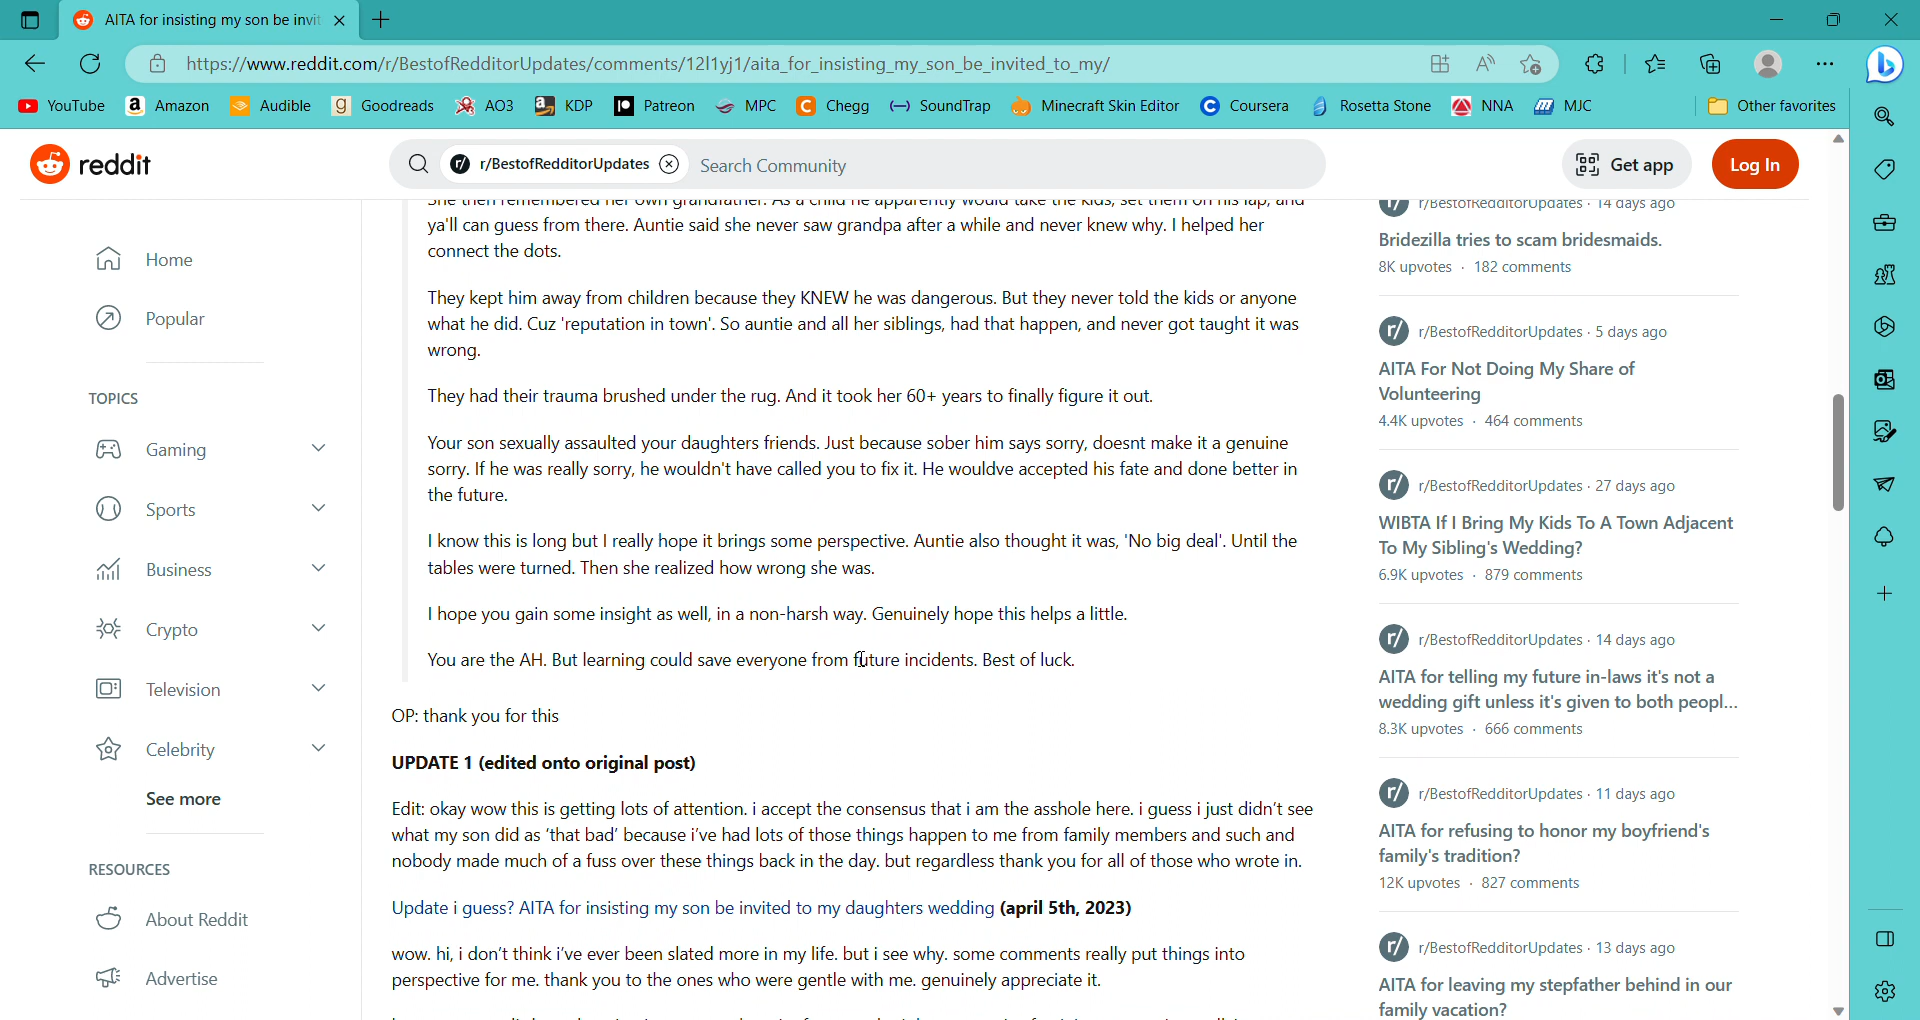 AITA for insisting my son be invit
https://www.reddit.com/r/BestofRedditorUpdates/comments/12l1yj1/aita_for_insisting_my_son_be_invited_to_my/
YouTube Amazon Audible Goodreads AO3 KDP Patreon MPC Chegg SoundTrap Minecraft Skin Editor Coursera Rosetta Stone NNA MJC Other favorites
reddit r/BestofRedditorUpdates Search Community Get app Log In
Home
Popular
TOPICS
Gaming
Sports
Business
Crypto
Television
Celebrity
See more
RESOURCES
About Reddit
Advertise
She then remembered her own grandfather. As a child he apparently would take the kids, set them on his lap, and
ya'll can guess from there. Auntie said she never saw grandpa after a while and never knew why. I helped her
connect the dots.
They kept him away from children because they KNEW he was dangerous. But they never told the kids or anyone
what he did. Cuz 'reputation in town'. So auntie and all her siblings, had that happen, and never got taught it was
wrong.
They had their trauma brushed under the rug. And it took her 60+ years to finally figure it out.
Your son sexually assaulted your daughters friends. Just because sober him says sorry, doesnt make it a genuine
sorry. If he was really sorry, he wouldn't have called you to fix it. He wouldve accepted his fate and done better in
the future.
I know this is long but I really hope it brings some perspective. Auntie also thought it was, 'No big deal'. Until the
tables were turned. Then she realized how wrong she was.
I hope you gain some insight as well, in a non-harsh way. Genuinely hope this helps a little.
You are the AH. But learning could save everyone from future incidents. Best of luck.
OP: thank you for this
UPDATE 1 (edited onto original post)
Edit: okay wow this is getting lots of attention. i accept the consensus that i am the asshole here. i guess i just didn’t see
what my son did as ‘that bad’ because i’ve had lots of those things happen to me from family members and such and
nobody made much of a fuss over these things back in the day. but regardless thank you for all of those who wrote in.
Update i guess? AITA for insisting my son be invited to my daughters wedding (april 5th, 2023)
wow. hi, i don’t think i’ve ever been slated more in my life. but i see why. some comments really put things into
perspective for me. thank you to the ones who were gentle with me. genuinely appreciate it.
r/BestofRedditorUpdates · 14 days ago
Bridezilla tries to scam bridesmaids.
8K upvotes · 182 comments
r/BestofRedditorUpdates · 5 days ago
AITA For Not Doing My Share of
Volunteering
4.4K upvotes · 464 comments
r/BestofRedditorUpdates · 27 days ago
WIBTA If I Bring My Kids To A Town Adjacent
To My Sibling's Wedding?
6.9K upvotes · 879 comments
r/BestofRedditorUpdates · 14 days ago
AITA for telling my future in-laws it's not a
wedding gift unless it's given to both peopl...
8.3K upvotes · 666 comments
r/BestofRedditorUpdates · 11 days ago
AITA for refusing to honor my boyfriend's
family's tradition?
12K upvotes · 827 comments
r/BestofRedditorUpdates · 13 days ago
AITA for leaving my stepfather behind in our
family vacation?